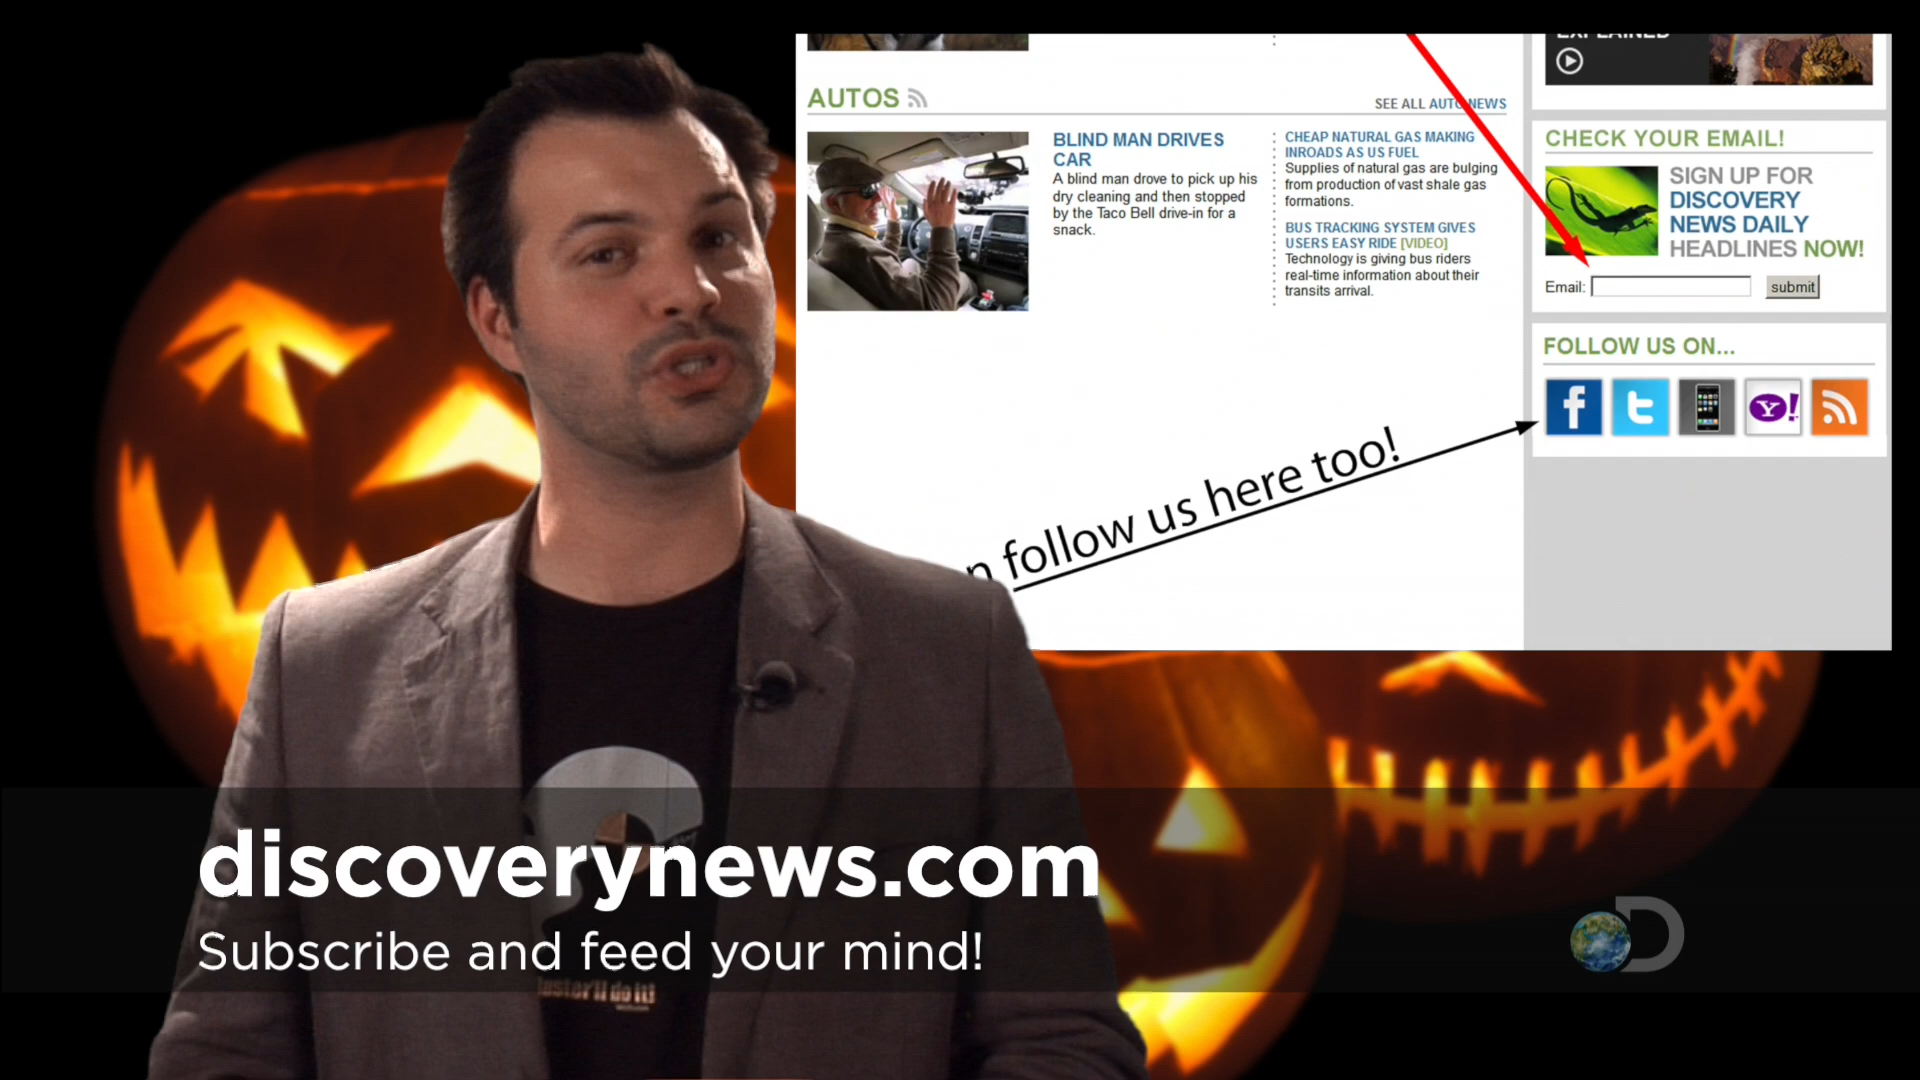 EXPLAINED
AUTOS
SEE ALL AUTO NEWS
BLIND MAN DRIVES
CAR
A blind man drove to pick up his
dry cleaning and then stopped
by the Taco Bell drive-in for a
snack.
CHEAP NATURAL GAS MAKING
INROADS AS US FUEL
Supplies of natural gas are bulging
from production of vast shale gas
formations.
BUS TRACKING SYSTEM GIVES
USERS EASY RIDE [VIDEO]
Technology is giving bus riders
real-time information about their
transits arrival.
CHECK YOUR EMAIL!
SIGN UP FOR
DISCOVERY
NEWS DAILY
HEADLINES NOW!
Email:
submit
FOLLOW US ON...
f
t
Y!
n follow us here too!
discoverynews.com
Subscribe and feed your mind!
D
uster'll do it!